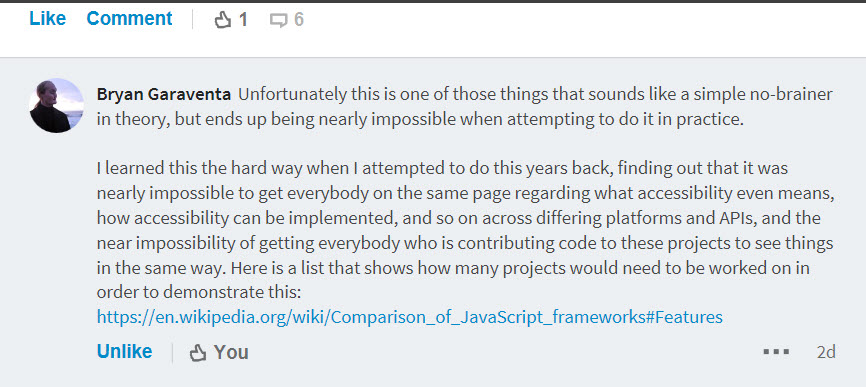 Like Comment 1 6
Bryan Garaventa Unfortunately this is one of those things that sounds like a simple no-brainer
in theory, but ends up being nearly impossible when attempting to do it in practice.
I learned this the hard way when I attempted to do this years back, finding out that it was
nearly impossible to get everybody on the same page regarding what accessibility even means,
how accessibility can be implemented, and so on across differing platforms and APIs, and the
near impossibility of getting everybody who is contributing code to these projects to see things
in the same way. Here is a list that shows how many projects would need to be worked on in
order to demonstrate this:
https://en.wikipedia.org/wiki/Comparison_of_JavaScript_frameworks#Features
Unlike You 2d